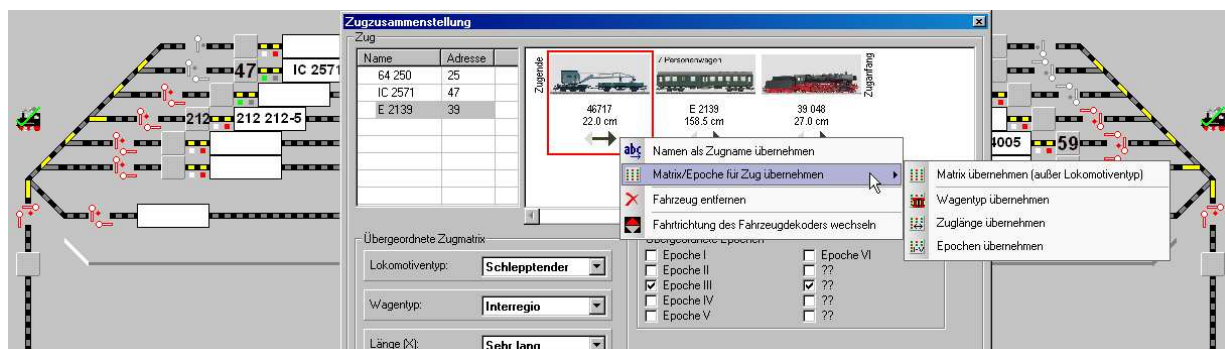 Zugzusammenstellung
Zug
Name Adresse
64 250 25
IC 2571 47
E 2139 39
Zugende
7 Personenwagen
Zuganfang
46717 E 2139 39 048
22.0 cm 158.5 cm 27.0 cm
47 IC 2571
212 212 212-5
4005 59
abc Namen als Zugname übernehmen
Matrix/Epoche für Zug übernehmen
Fahrzeug entfernen
Fahrtrichtung des Fahrzeugdekoders wechseln
Matrix übernehmen (außer Lokomotiventyp)
Wagentyp übernehmen
Zuglänge übernehmen
Epochen übernehmen
Übergeordnete Zugmatrix
Lokomotiventyp: Schlepptender
Wagentyp: Interregio
Länge (X): Sehr lang
Übergeordnete Epochen
Epoche I Epoche VI
Epoche II ??
Epoche III ??
Epoche IV ??
Epoche V ??